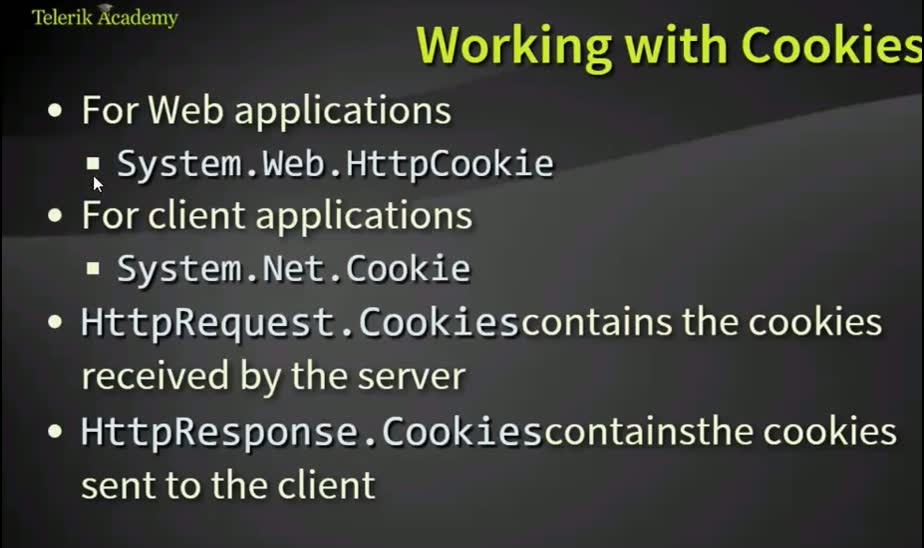 Telerik Academy
Working with Cookies
• For Web applications
▪ System.Web.HttpCookie
• For client applications
▪ System.Net.Cookie
• HttpRequest.Cookiescontains the cookies
received by the server
• HttpResponse.Cookiescontainsthe cookies
sent to the client